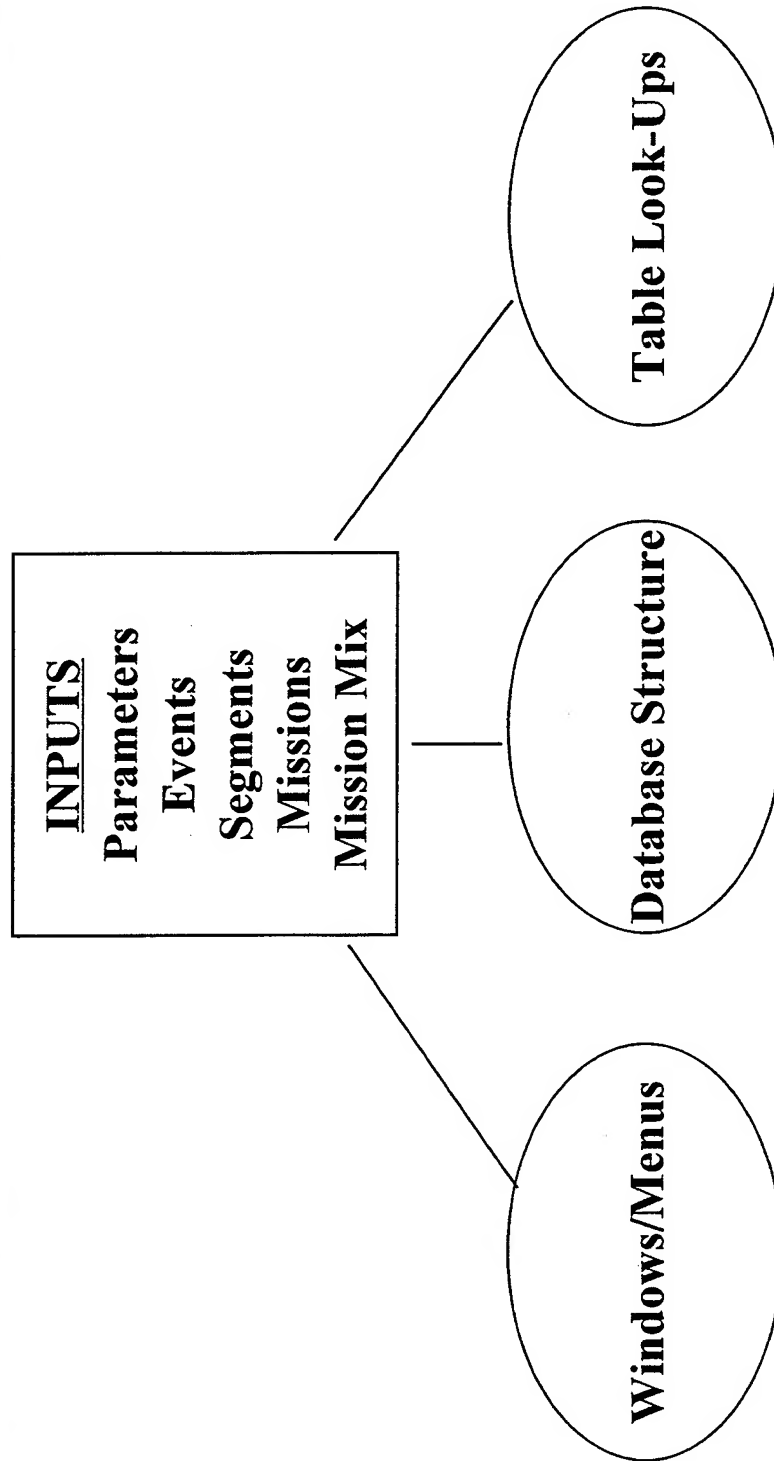 INPUTS
Parameters
Events
Segments
Missions
Mission Mix
Windows/Menus
Database Structure
Table Look-Ups